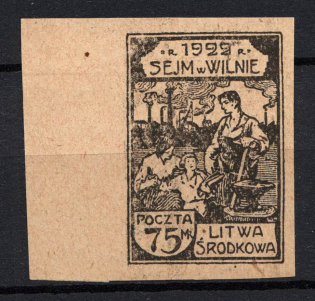 R. 1922 R.
SEJM W WILNIE
POCZTA
75 MK
LITWA
ŚRODKOWA